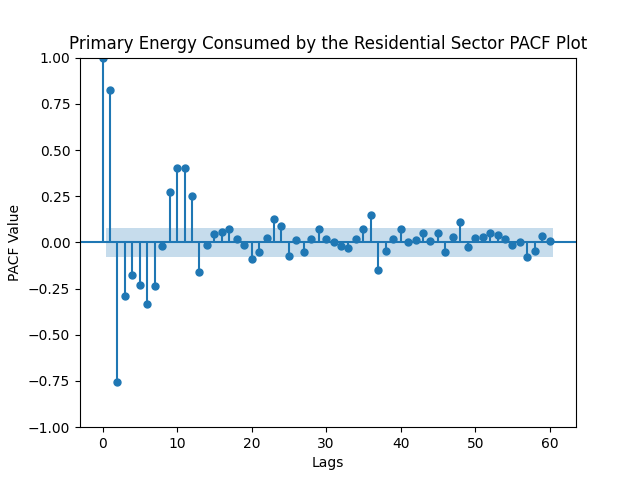 Primary Energy Consumed by the Residential Sector PACF Plot
1.00
0.75
0.50
0.25
0.00
−0.25
−0.50
−0.75
−1.00
PACF Value
0 10 20 30 40 50 60
Lags